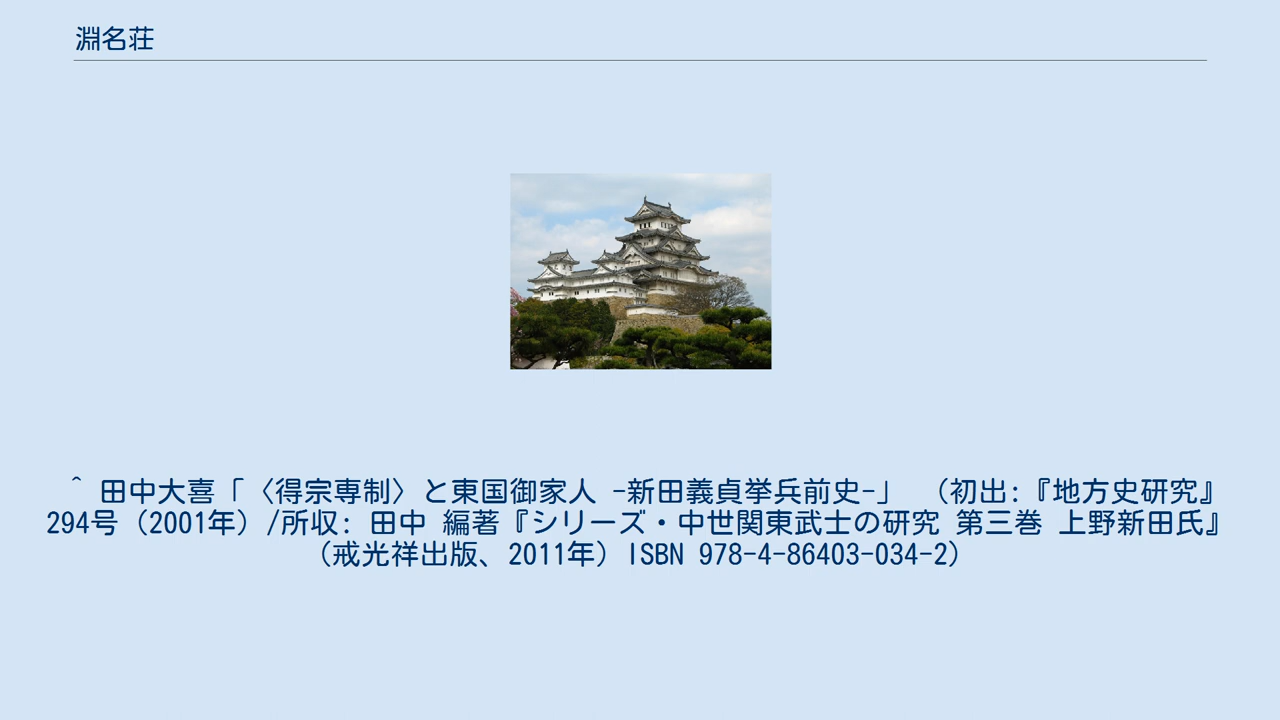 淵名荘
^ 田中大喜「〈得宗専制〉と東国御家人 -新田義貞挙兵前史-」 （初出:『地方史研究』
294号（2001年）/所収: 田中 編著『シリーズ・中世関東武士の研究 第三巻 上野新田氏』
（戒光祥出版、2011年）ISBN 978-4-86403-034-2）